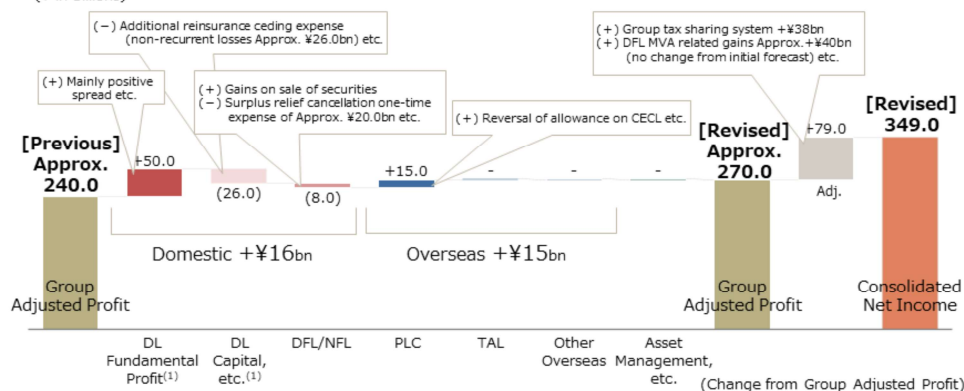 (−) Additional reinsurance ceding expense
(non-recurrent losses Approx. ¥26.0bn) etc.
(+) Group tax sharing system +¥38bn
(+) DFL MVA related gains Approx.+¥40bn
(no change from initial forecast) etc.
(+) Mainly positive
spread etc.
(+) Gains on sale of securities
(−) Surplus relief cancellation one-time
expense of Approx. ¥20.0bn etc.
(+) Reversal of allowance on CECL etc.
[Previous]
Approx.
240.0
+50.0
(26.0)
(8.0)
+15.0
-
-
-
[Revised]
Approx.
270.0
+79.0
Adj.
[Revised]
349.0
Domestic +¥16bn
Overseas +¥15bn
Group
Adjusted Profit
Group
Adjusted Profit
Consolidated
Net Income
DL
Fundamental
Profit(1)
DL
Capital,
etc.(1)
DFL/NFL
PLC
TAL
Other
Overseas
Asset
Management,
etc.
(Change from Group Adjusted Profit)